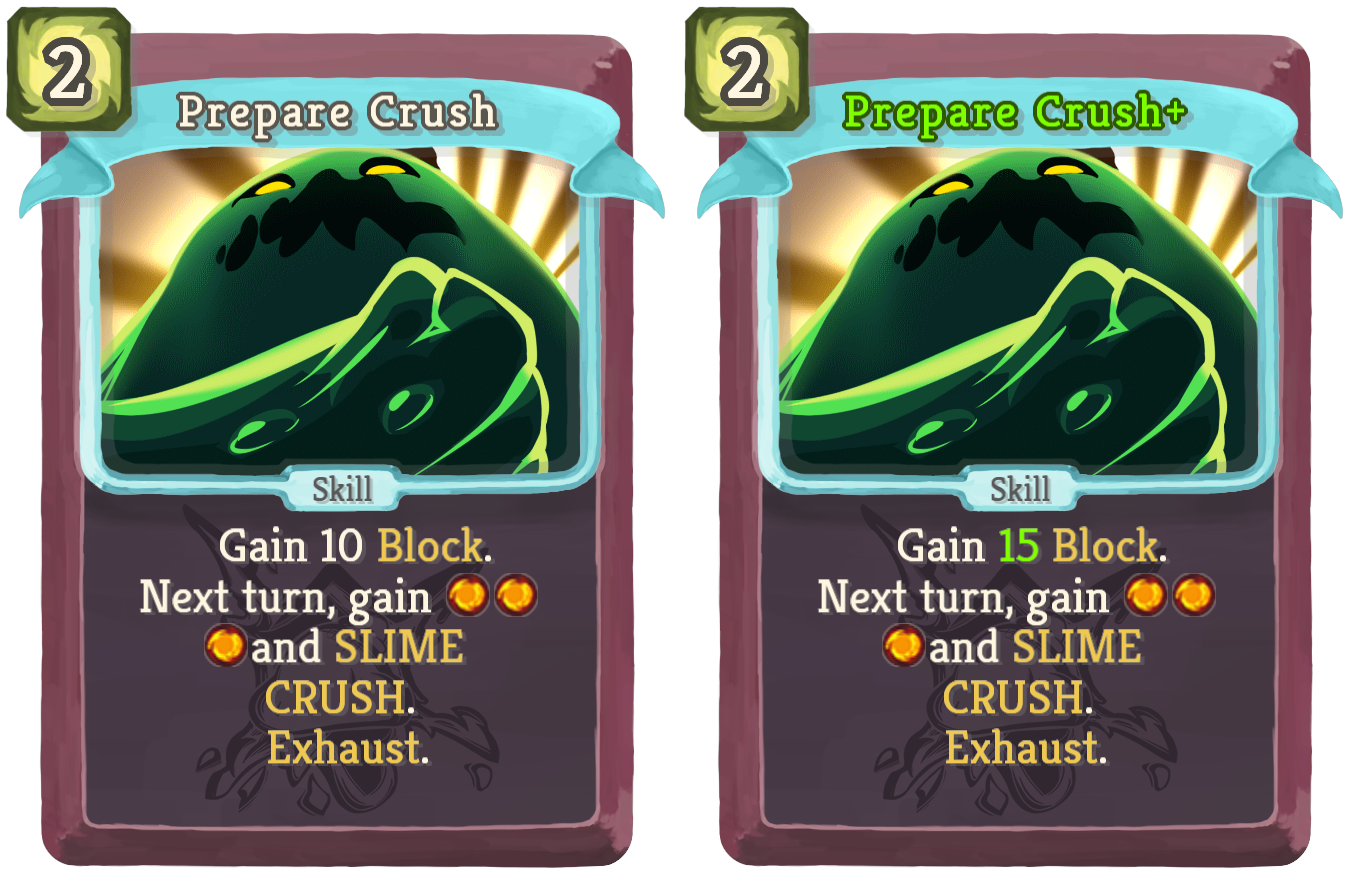 2
Prepare Crush
Skill
Gain 10 Block.
Next turn, gain
and SLIME
CRUSH.
Exhaust.
2
Prepare Crush+
Skill
Gain 15 Block.
Next turn, gain
and SLIME
CRUSH.
Exhaust.